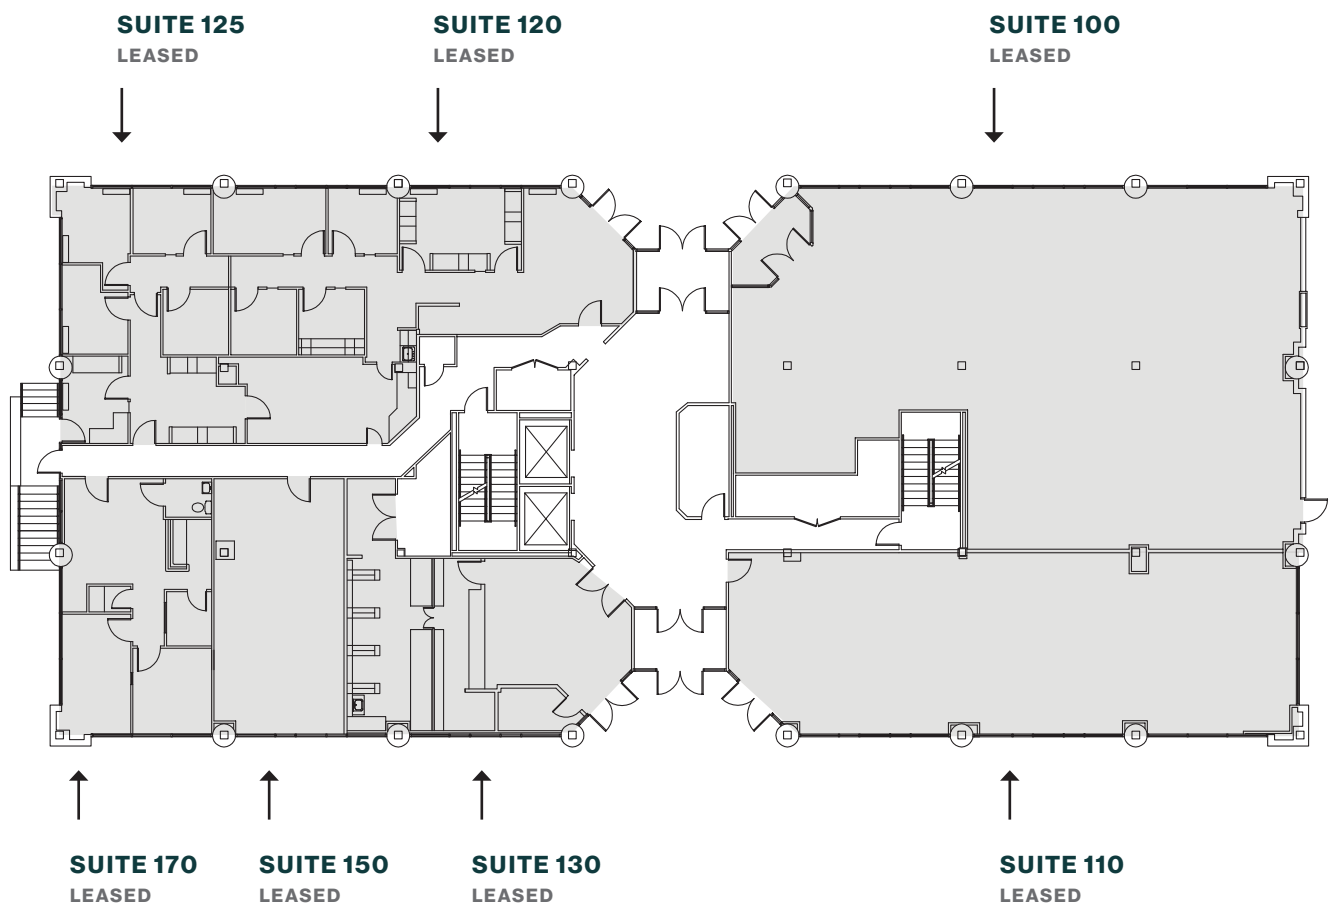 SUITE 125
LEASED
SUITE 120
LEASED
SUITE 100
LEASED
SUITE 170
LEASED
SUITE 150
LEASED
SUITE 130
LEASED
SUITE 110
LEASED